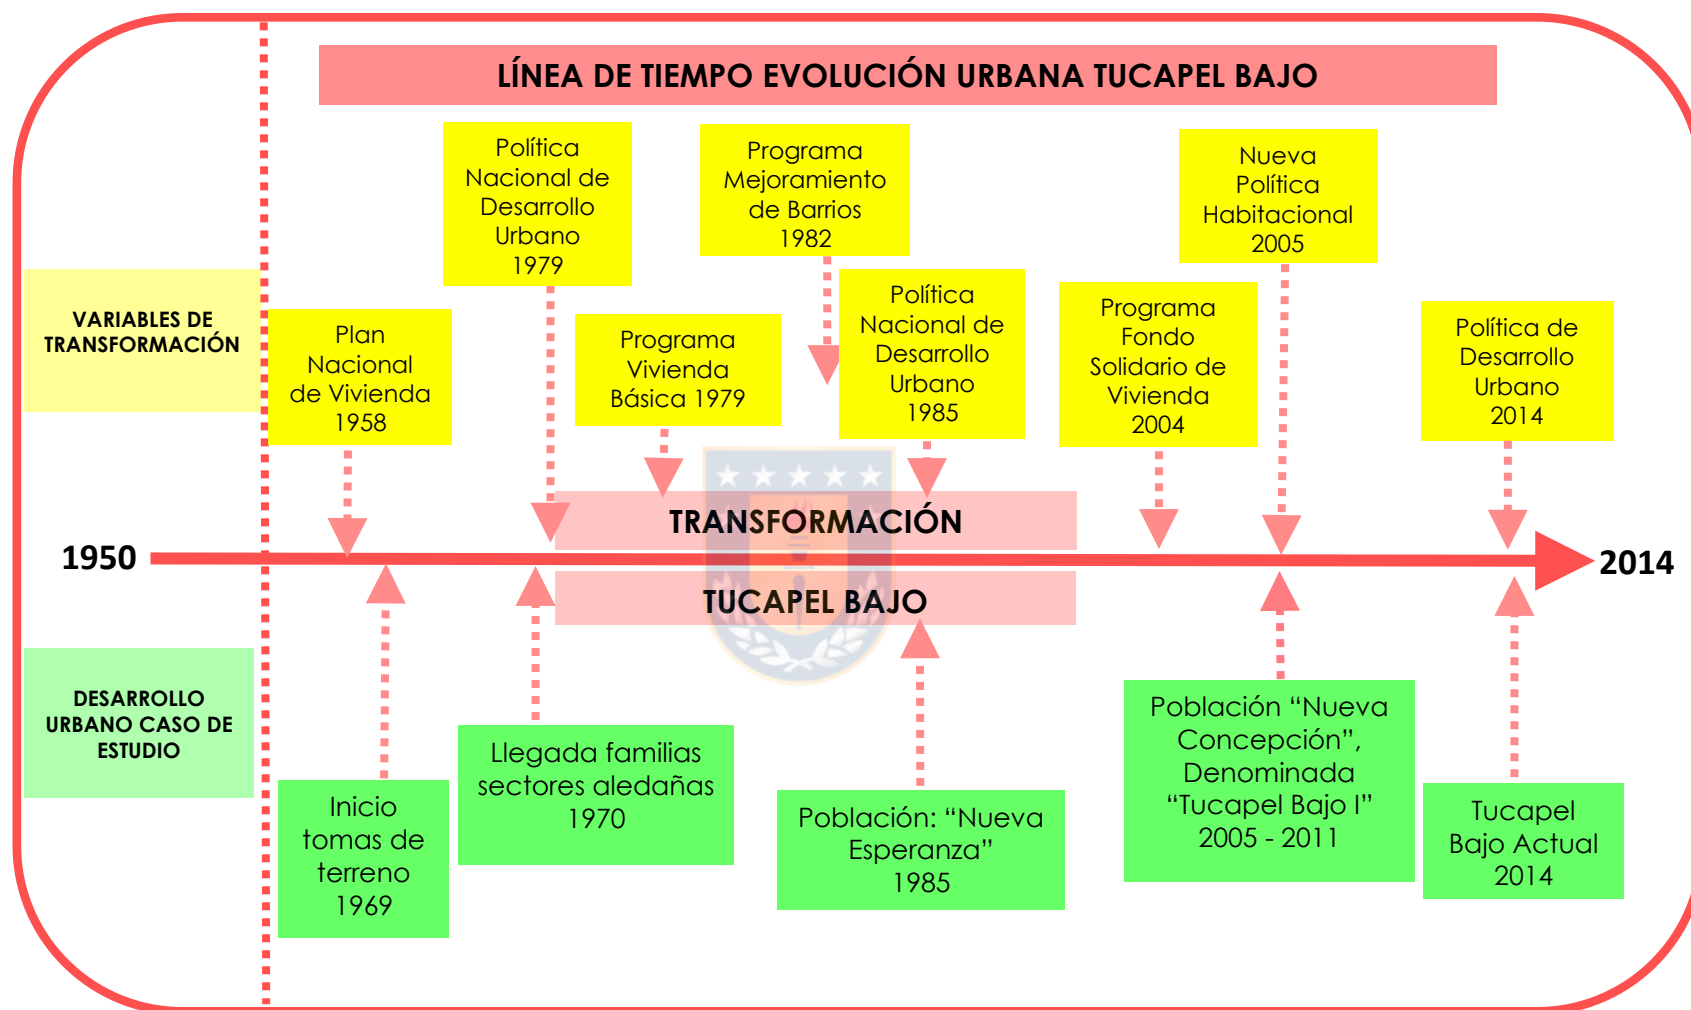 LÍNEA DE TIEMPO EVOLUCIÓN URBANA TUCAPEL BAJO
VARIABLES DE
TRANSFORMACIÓN
Plan
Nacional
de Vivienda
1958
Política
Nacional de
Desarrollo
Urbano
1979
Programa
Vivienda
Básica 1979
Programa
Mejoramiento
de Barrios
1982
Política
Nacional de
Desarrollo
Urbano
1985
Programa
Fondo
Solidario de
Vivienda
2004
Nueva
Política
Habitacional
2005
Política de
Desarrollo
Urbano
2014
TRANSFORMACIÓN
1950
2014
TUCAPEL BAJO
DESARROLLO
URBANO CASO DE
ESTUDIO
Inicio
tomas de
terreno
1969
Llegada familias
sectores aledañas
1970
Población: “Nueva
Esperanza”
1985
Población “Nueva
Concepción”,
Denominada
“Tucapel Bajo I”
2005 - 2011
Tucapel
Bajo Actual
2014